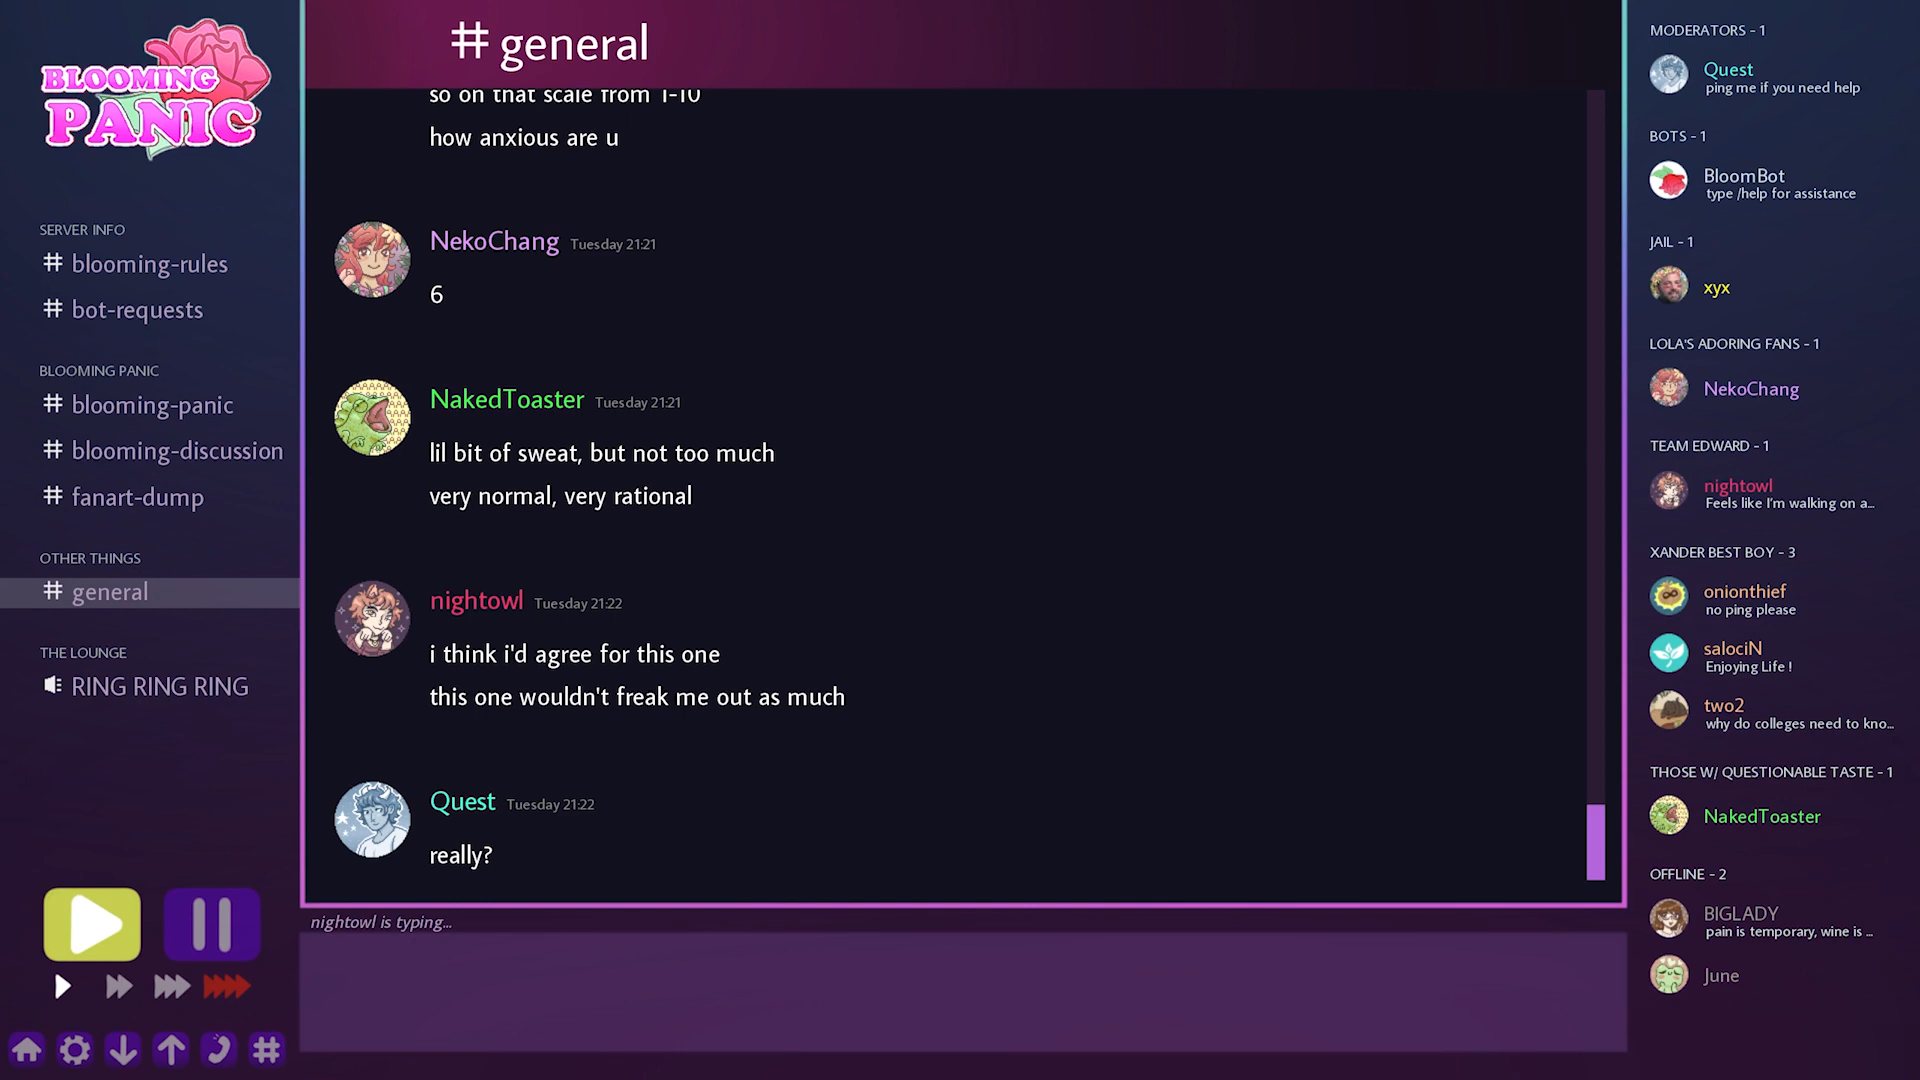 BLOOMING
PANIC
SERVER INFO
# blooming-rules
# bot-requests
BLOOMING PANIC
# blooming-panic
# blooming-discussion
# fanart-dump
OTHER THINGS
# general
THE LOUNGE
RING RING RING
# general
so on that scale from 1-10
how anxious are u
NekoChang Tuesday 21:21
6
NakedToaster Tuesday 21:21
lil bit of sweat, but not too much
very normal, very rational
nightowl Tuesday 21:22
i think i'd agree for this one
this one wouldn't freak me out as much
Quest Tuesday 21:22
really?
nightowl is typing...
MODERATORS - 1
Quest
ping me if you need help
BOTS - 1
BloomBot
type /help for assistance
JAIL - 1
xyx
LOLA'S ADORING FANS - 1
NekoChang
TEAM EDWARD - 1
nightowl
Feels like I'm walking on a...
XANDER BEST BOY - 3
onionthief
no ping please
salociN
Enjoying Life !
two2
why do colleges need to kno...
THOSE W/ QUESTIONABLE TASTE - 1
NakedToaster
OFFLINE - 2
BIGLADY
pain is temporary, wine is ...
June